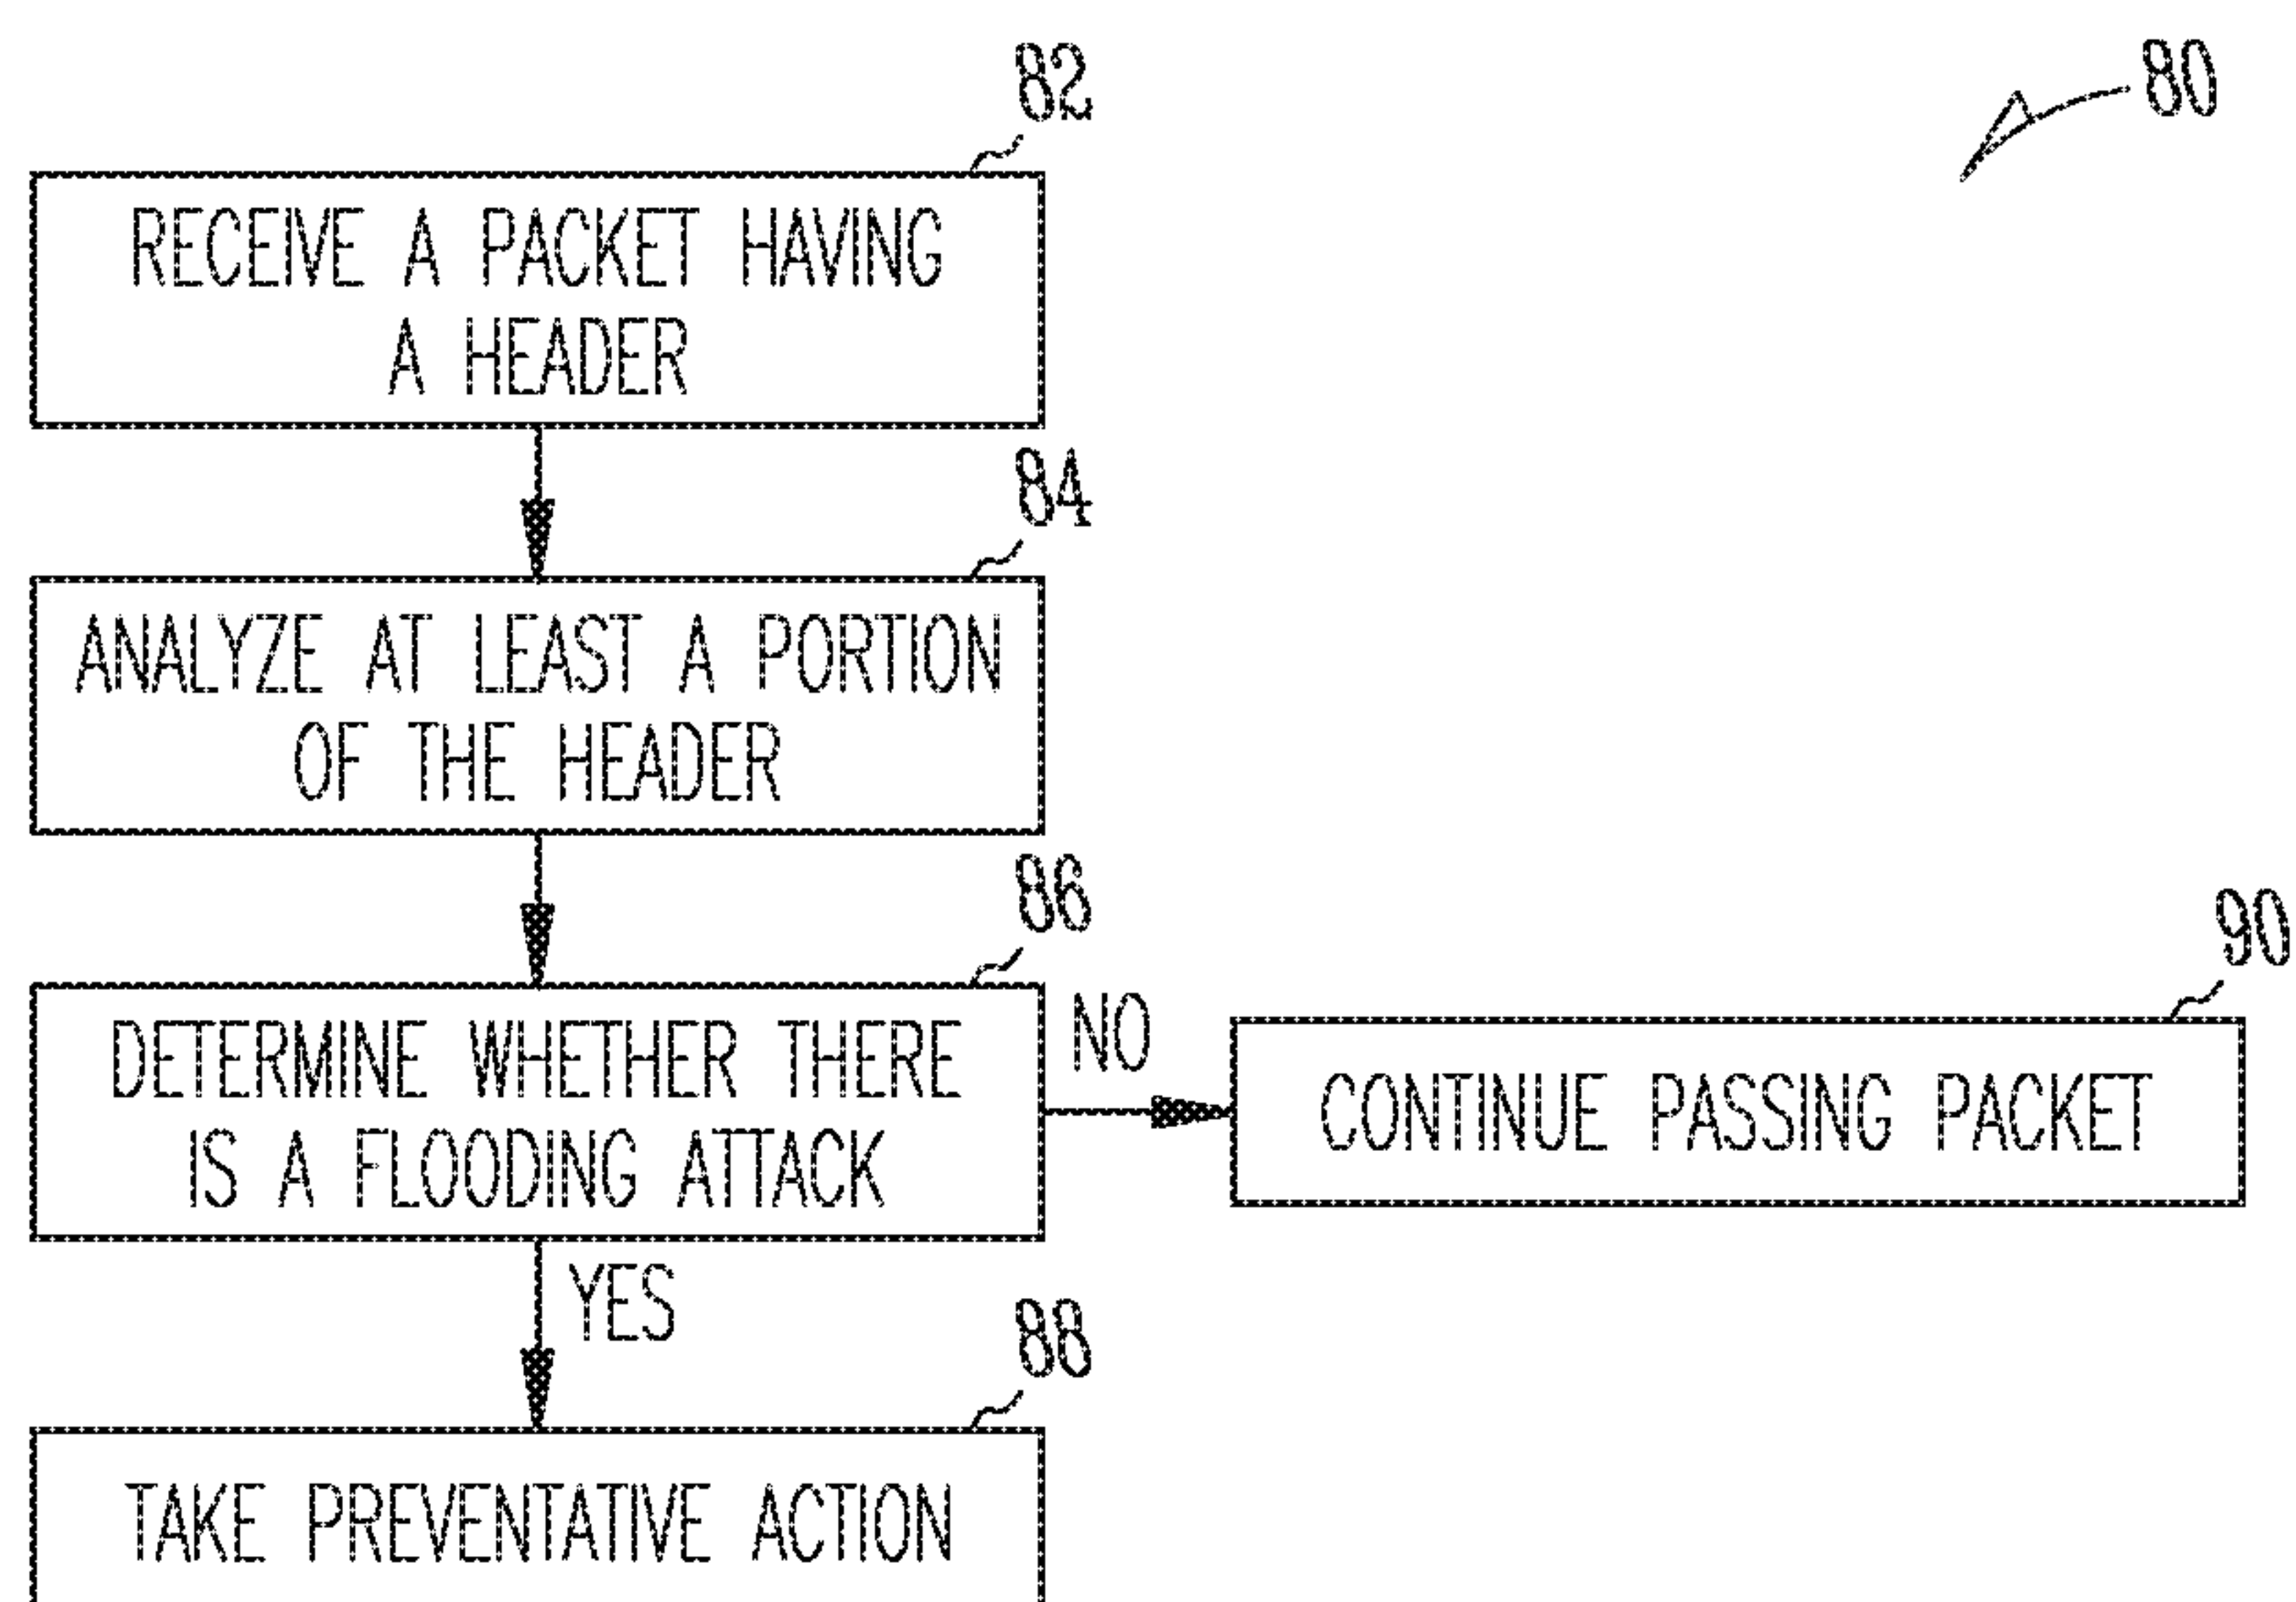 82
80
RECEIVE A PACKET HAVING
A HEADER
84
ANALYZE AT LEAST A PORTION
OF THE HEADER
86
DETERMINE WHETHER THERE
IS A FLOODING ATTACK
NO
90
CONTINUE PASSING PACKET
YES
88
TAKE PREVENTATIVE ACTION